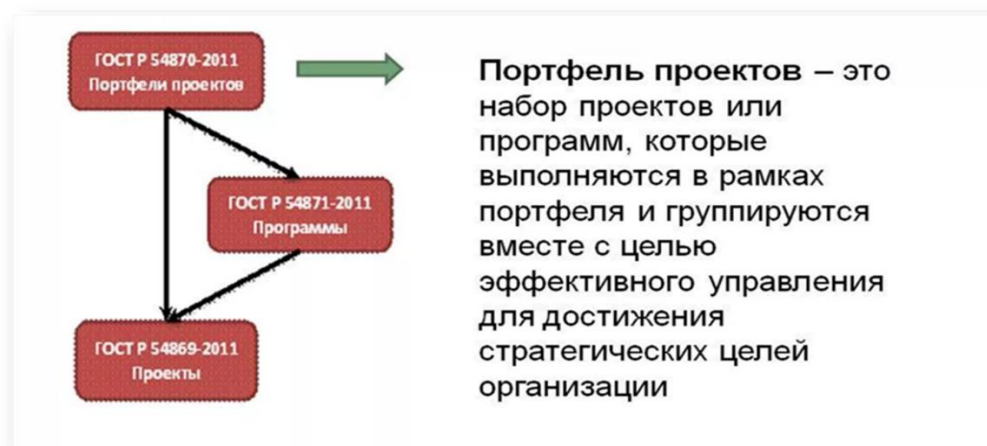 ГОСТ Р 54870-2011
Портфели проектов
ГОСТ Р 54871-2011
Программы
ГОСТ Р 54869-2011
Проекты
Портфель проектов – это
набор проектов или
программ, которые
выполняются в рамках
портфеля и группируются
вместе с целью
эффективного управления
для достижения
стратегических целей
организации